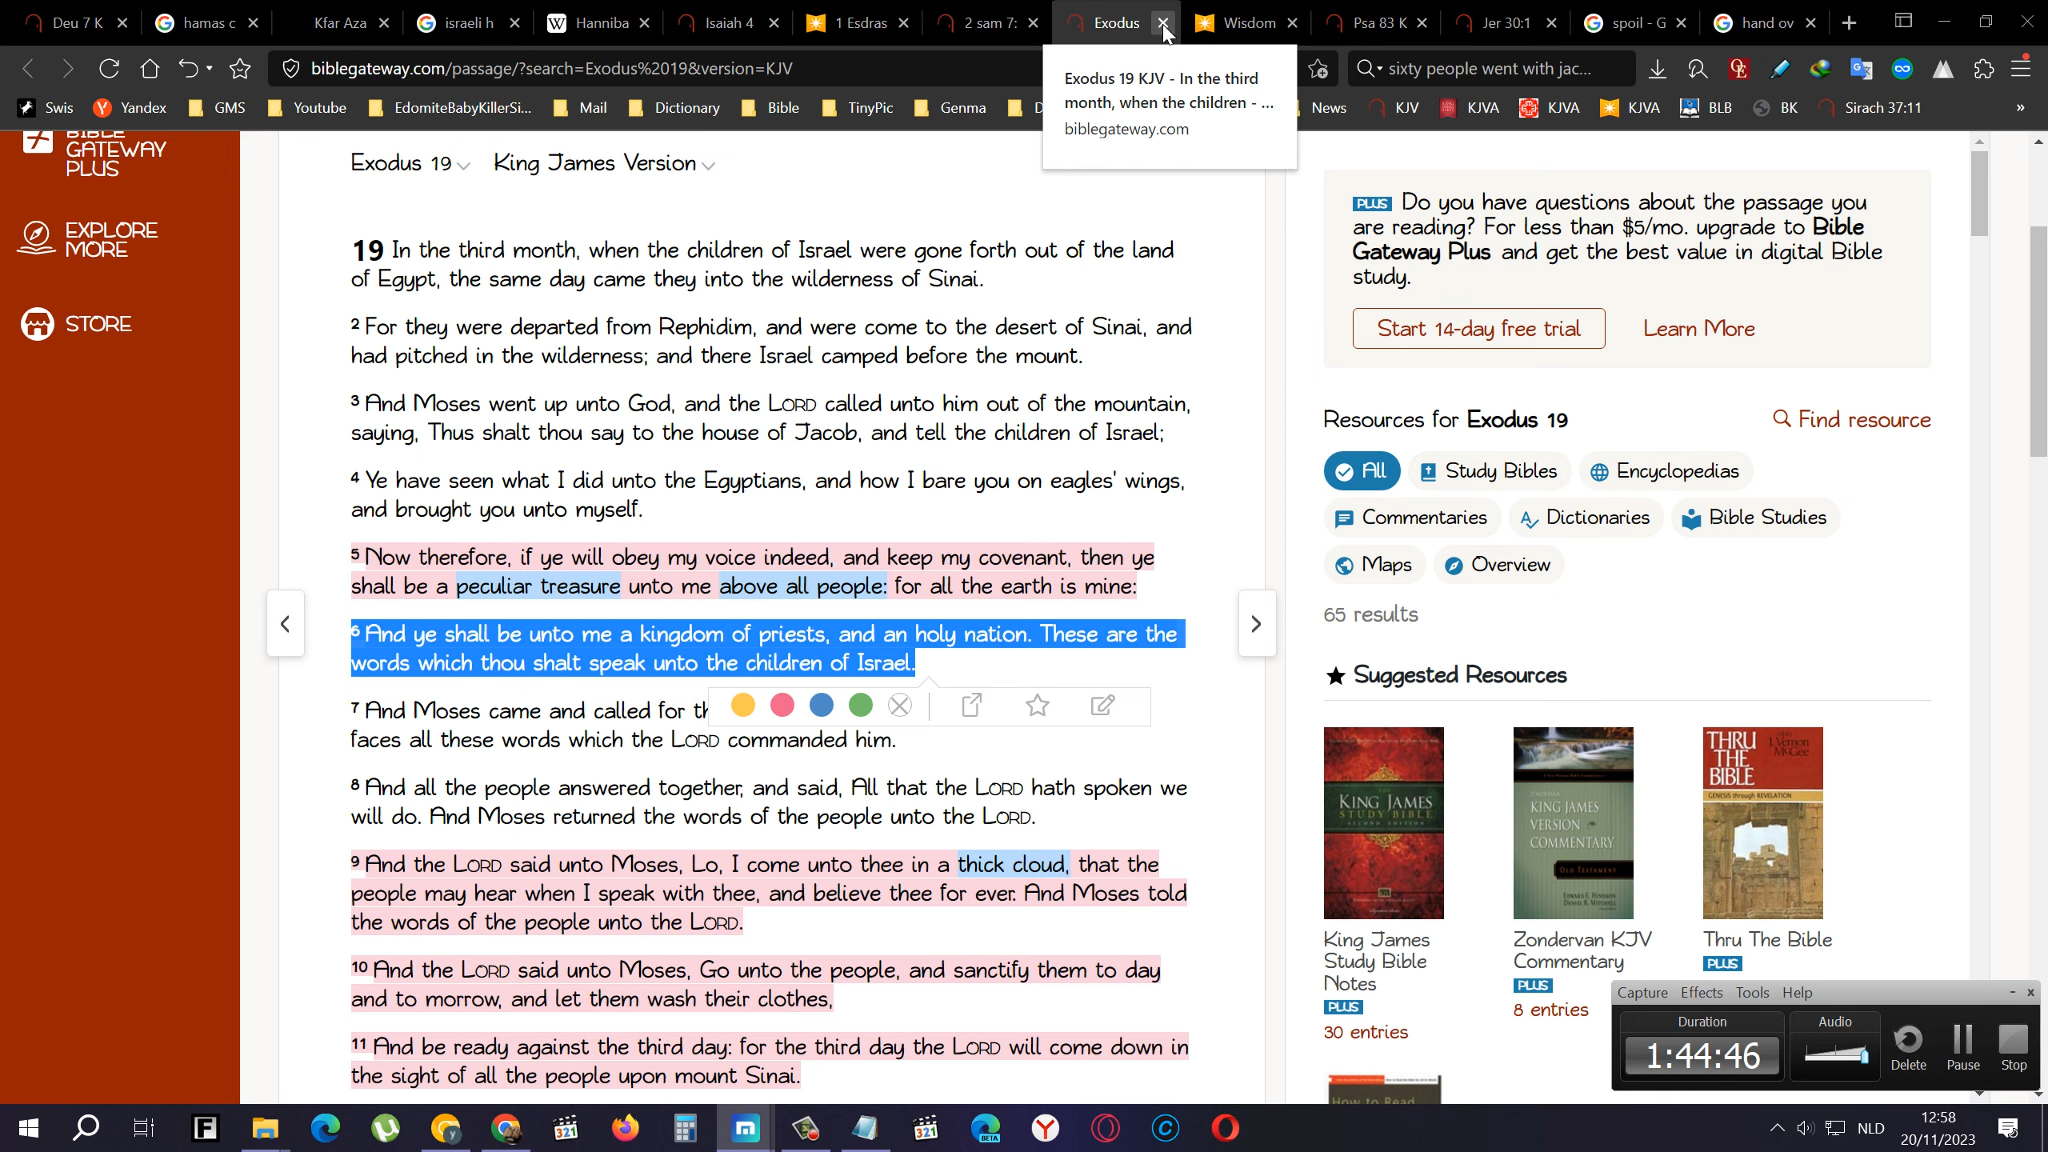 Deu 7 K
hamas c
Kfar Aza
israeli h
Hanniba
Isaiah 4
1 Esdras
2 sam 7:
Exodus
Wisdom
Psa 83 K
Jer 30:1
spoil - G
hand ov
biblegateway.com/passage/?search=Exodus%2019&version=KJV
sixty people went with jac...
Exodus 19 KJV - In the third
month, when the children - ...
biblegateway.com
Swis
Yandex
GMS
Youtube
EdomiteBabyKillerSi...
Mail
Dictionary
Bible
TinyPic
Genma
News
KJV
KJVA
KJVA
KJVA
BLB
BK
Sirach 37:11
BIBLE
GATEWAY
PLUS
EXPLORE
MORE
STORE
Exodus 19 King James Version
19 In the third month, when the children of Israel were gone forth out of the land
of Egypt, the same day came they into the wilderness of Sinai.
2 For they were departed from Rephidim, and were come to the desert of Sinai, and
had pitched in the wilderness; and there Israel camped before the mount.
3 And Moses went up unto God, and the LORD called unto him out of the mountain,
saying, Thus shalt thou say to the house of Jacob, and tell the children of Israel;
4 Ye have seen what I did unto the Egyptians, and how I bare you on eagles' wings,
and brought you unto myself.
5 Now therefore, if ye will obey my voice indeed, and keep my covenant, then ye
shall be a peculiar treasure unto me above all people: for all the earth is mine:
6 And ye shall be unto me a kingdom of priests, and an holy nation. These are the
words which thou shalt speak unto the children of Israel.
7 And Moses came and called for th
faces all these words which the LORD commanded him.
8 And all the people answered together, and said, All that the LORD hath spoken we
will do. And Moses returned the words of the people unto the LORD.
9 And the LORD said unto Moses, Lo, I come unto thee in a thick cloud, that the
people may hear when I speak with thee, and believe thee for ever. And Moses told
the words of the people unto the LORD.
10 And the LORD said unto Moses, Go unto the people, and sanctify them to day
and to morrow, and let them wash their clothes,
11 And be ready against the third day: for the third day the LORD will come down in
the sight of all the people upon mount Sinai.
PLUS Do you have questions about the passage you
are reading? For less than $5/mo. upgrade to Bible
Gateway Plus and get the best value in digital Bible
study.
Start 14-day free trial
Learn More
Resources for Exodus 19
Find resource
All
Study Bibles
Encyclopedias
Commentaries
Dictionaries
Bible Studies
Maps
Overview
65 results
Suggested Resources
KING JAMES
STUDY BIBLE
SECOND EDITION
KING JAMES
VERSION
COMMENTARY
OLD TESTAMENT
THRU
THE
BIBLE
J. Vernon
McGee
GENESIS through REVELATION
King James
Study Bible
Notes
PLUS
30 entries
Zondervan KJV
Commentary
PLUS
8 entries
Thru The Bible
PLUS
How to Read
Capture Effects Tools Help
Duration
1:44:46
Audio
Delete
Pause
Stop
NLD
12:58
20/11/2023